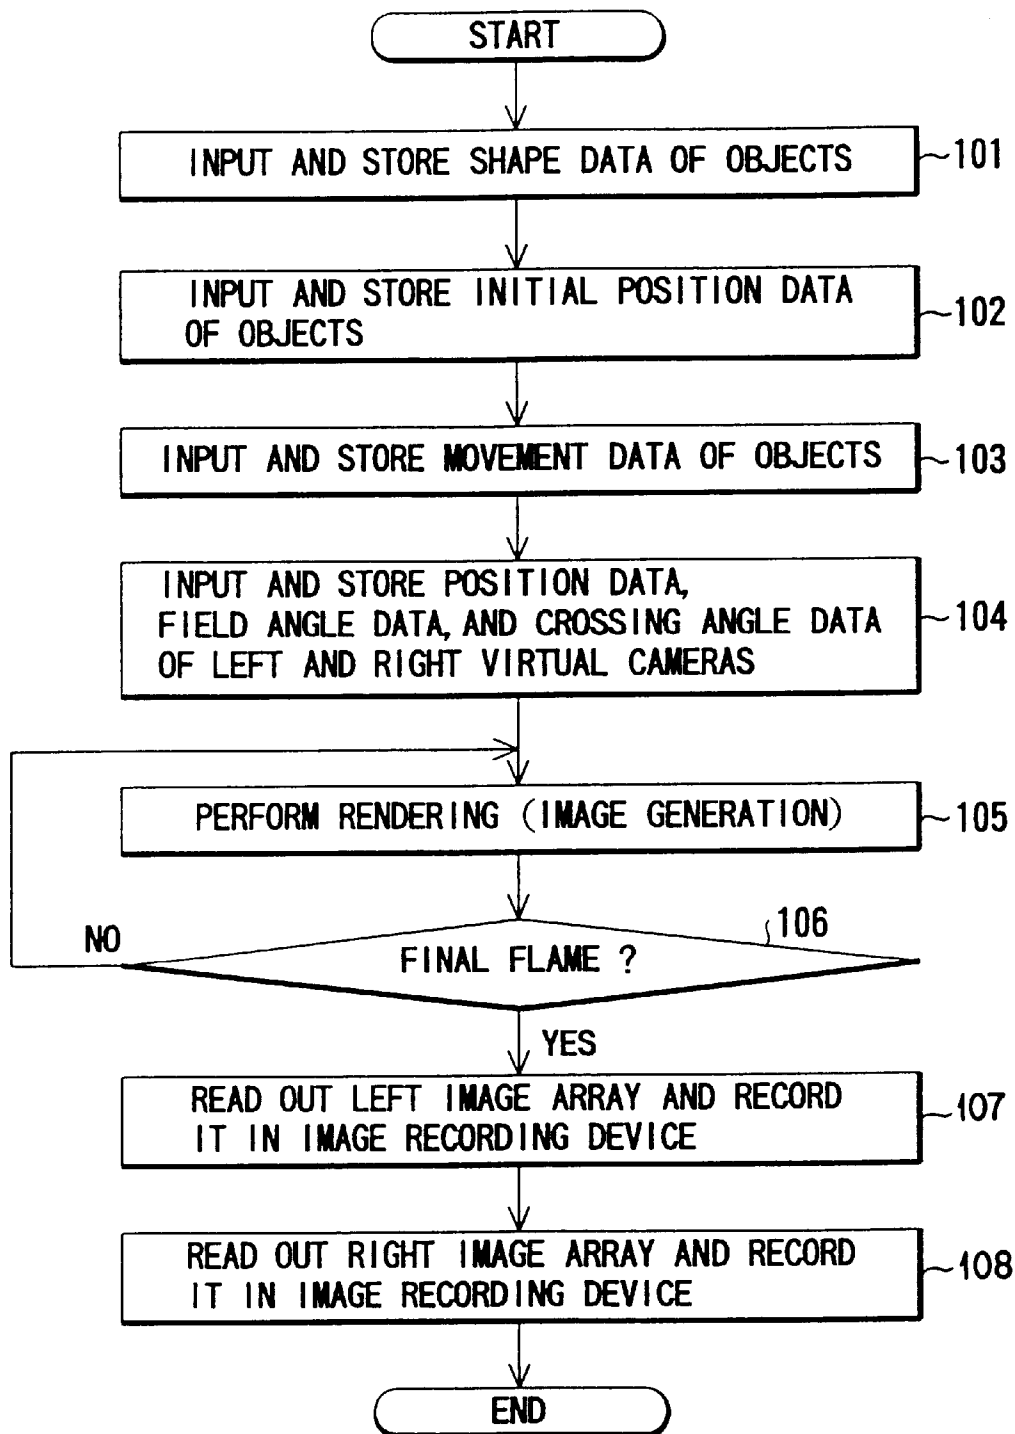 START
INPUT AND STORE SHAPE DATA OF OBJECTS
101
INPUT AND STORE INITIAL POSITION DATA
OF OBJECTS
102
INPUT AND STORE MOVEMENT DATA OF OBJECTS
103
INPUT AND STORE POSITION DATA,
FIELD ANGLE DATA, AND CROSSING ANGLE DATA
OF LEFT AND RIGHT VIRTUAL CAMERAS
104
PERFORM RENDERING (IMAGE GENERATION)
105
106
NO
FINAL FLAME ?
YES
READ OUT LEFT IMAGE ARRAY AND RECORD
IT IN IMAGE RECORDING DEVICE
107
READ OUT RIGHT IMAGE ARRAY AND RECORD
IT IN IMAGE RECORDING DEVICE
108
END